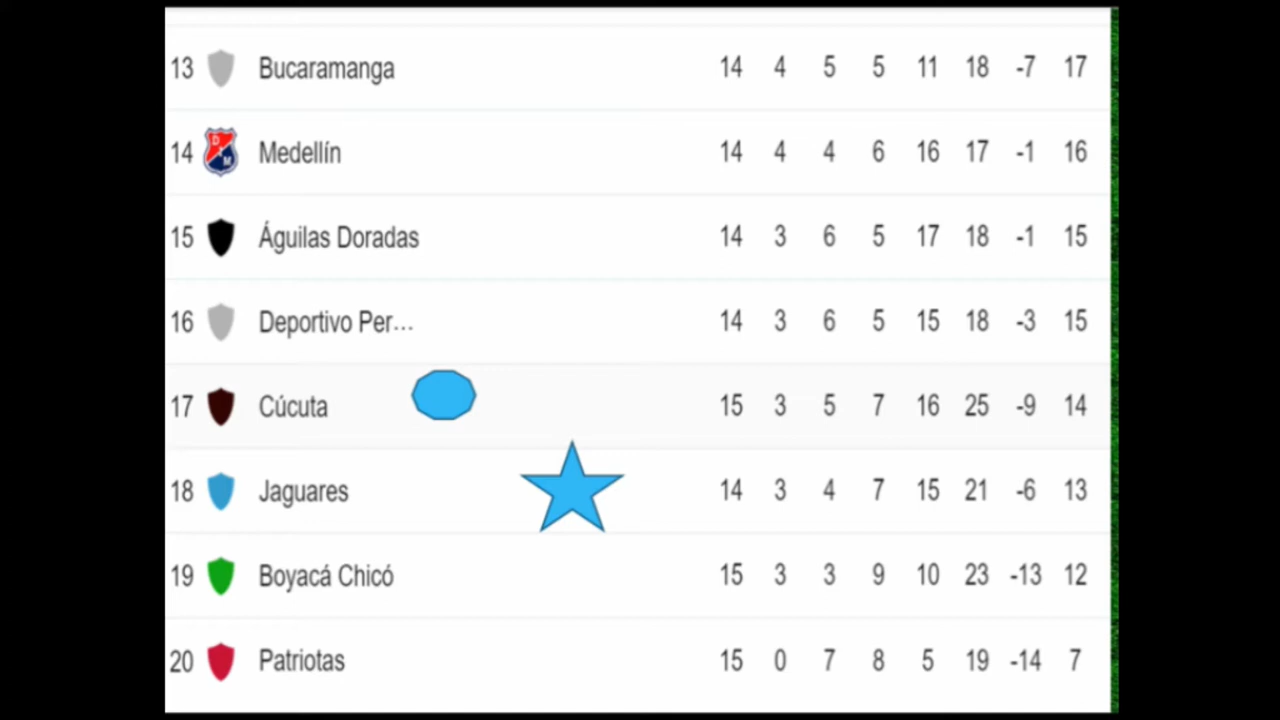 13 Bucaramanga 14 4 5 5 11 18 -7 17
14 DIM Medellín 14 4 4 6 16 17 -1 16
15 Águilas Doradas 14 3 6 5 17 18 -1 15
16 Deportivo Per... 14 3 6 5 15 18 -3 15
17 Cúcuta 15 3 5 7 16 25 -9 14
18 Jaguares 14 3 4 7 15 21 -6 13
19 Boyacá Chicó 15 3 3 9 10 23 -13 12
20 Patriotas 15 0 7 8 5 19 -14 7